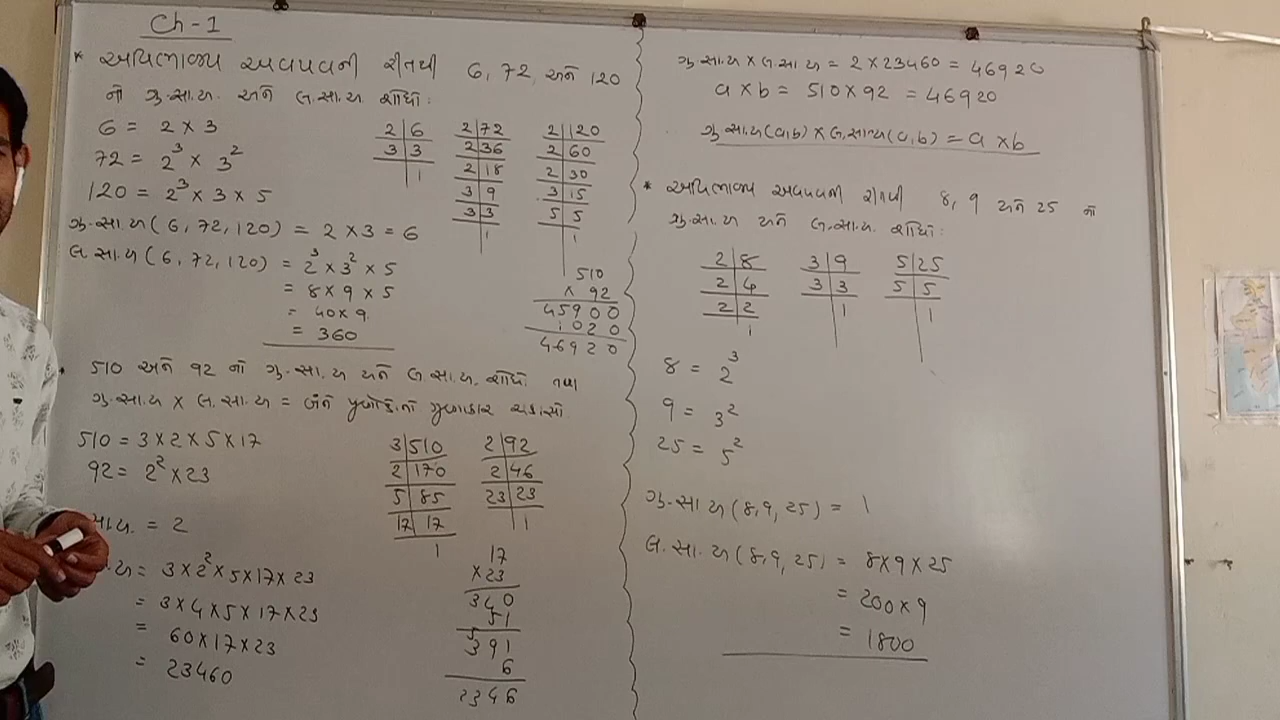 Ch-1
* અવિભાજ્ય અવયવની રીતથી 6, 72, અને 120
નો ગુ.સા.અ. અને લ.સા.અ. શોધો:
6 = 2 × 3
72 = 2³ × 3²
120 = 2³ × 3 × 5
ગુ.સા.અ (6, 72, 120) = 2 × 3 = 6
લ.સા.અ (6, 72, 120) = 2³ × 3² × 5
= 8 × 9 × 5
= 40 × 9
= 360
2 | 6
3 | 3
1
2 | 72
2 | 36
2 | 18
3 | 9
3 | 3
1
2 | 120
2 | 60
2 | 30
3 | 15
5 | 5
1
510
× 92
45900
1020
46920
510 અને 92 નો ગુ.સા.અ અને લ.સા.અ. શોધો તથા
ગુ.સા.અ × લ.સા.અ = બંને પૂર્ણાંકોનો ગુણાકાર ચકાસો
510 = 3 × 2 × 5 × 17
92 = 2² × 23
સા.અ. = 2
અ = 3 × 2² × 5 × 17 × 23
= 3 × 4 × 5 × 17 × 23
= 60 × 17 × 23
= 23460
3 | 510
2 | 170
5 | 85
17 | 17
1
2 | 92
2 | 46
23 | 23
1
17
× 23
340
51
391
6
2346
ગુ.સા.અ × લ.સા.અ = 2 × 23460 = 46920
a × b = 510 × 92 = 46920
ગુ.સા.અ(a,b) × લ.સા.અ(a,b) = a × b
* અવિભાજ્ય અવયવની રીતથી 8, 9 અને 25 નો
ગુ.સા.અ અને લ.સા.અ. શોધો:
2 | 8
2 | 4
2 | 2
1
3 | 9
3 | 3
1
5 | 25
5 | 5
1
8 = 2³
9 = 3²
25 = 5²
ગુ.સા.અ (8,9,25) = 1
લ.સા.અ (8,9,25) = 8×9×25
= 200×9
= 1800